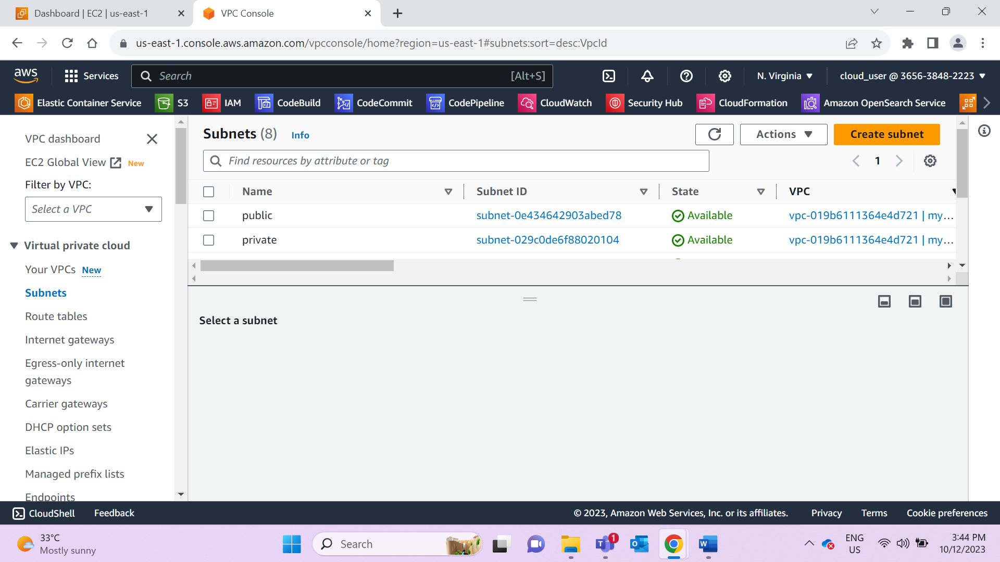 Dashboard | EC2 | us-east-1
VPC Console
us-east-1.console.aws.amazon.com/vpcconsole/home?region=us-east-1#subnets:sort=desc:VpcId
aws
Services
Search
[Alt+S]
N. Virginia
cloud_user @ 3656-3848-2223
Elastic Container Service
S3
IAM
CodeBuild
CodeCommit
CodePipeline
CloudWatch
Security Hub
CloudFormation
Amazon OpenSearch Service
VPC dashboard
EC2 Global View New
Filter by VPC:
Select a VPC
Virtual private cloud
Your VPCs New
Subnets
Route tables
Internet gateways
Egress-only internet
gateways
Carrier gateways
DHCP option sets
Elastic IPs
Managed prefix lists
Endpoints
Subnets (8) Info
Actions
Create subnet
Find resources by attribute or tag
1
Name Subnet ID State VPC
public subnet-0e434642903abed78 Available vpc-019b6111364e4d721 | my...
private subnet-029c0de6f88020104 Available vpc-019b6111364e4d721 | my...
Select a subnet
CloudShell
Feedback
© 2023, Amazon Web Services, Inc. or its affiliates.
Privacy
Terms
Cookie preferences
33°C
Mostly sunny
Search
1
ENG
US
3:44 PM
10/12/2023